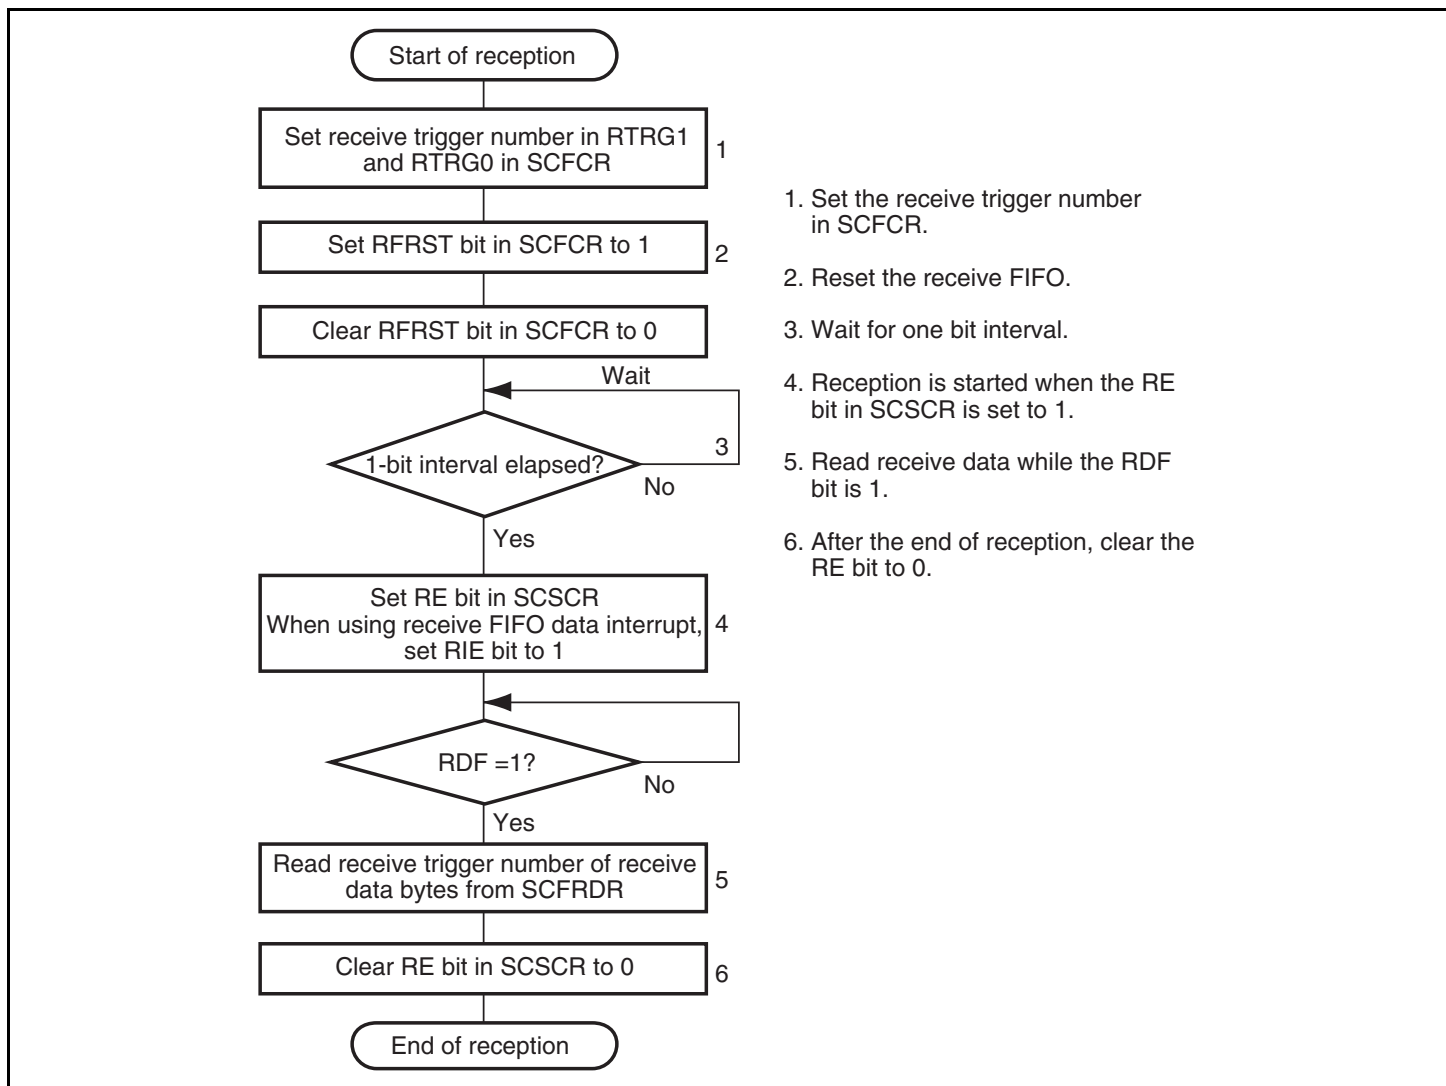 Start of reception
Set receive trigger number in RTRG1
and RTRG0 in SCFCR
1
Set RFRST bit in SCFCR to 1
2
Clear RFRST bit in SCFCR to 0
Wait
1-bit interval elapsed?
3
No
Yes
Set RE bit in SCSCR
When using receive FIFO data interrupt,
set RIE bit to 1
4
RDF =1?
No
Yes
Read receive trigger number of receive
data bytes from SCFRDR
5
Clear RE bit in SCSCR to 0
6
End of reception
1. Set the receive trigger number
in SCFCR.
2. Reset the receive FIFO.
3. Wait for one bit interval.
4. Reception is started when the RE
bit in SCSCR is set to 1.
5. Read receive data while the RDF
bit is 1.
6. After the end of reception, clear the
RE bit to 0.